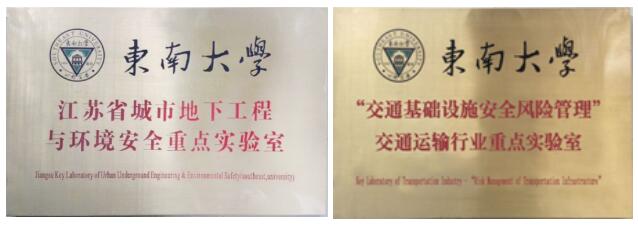 東南大學
江苏省城市地下工程
与环境安全重点实验室
Jiangsu Key Laboratory of Urban Underground Engineering & Environmental Safety(southeast,university)
東南大學
“交通基础设施安全风险管理”
交通运输行业重点实验室
Key Laboratory of Transportation Industry - "Risk Management of Transportation Infrastructure"